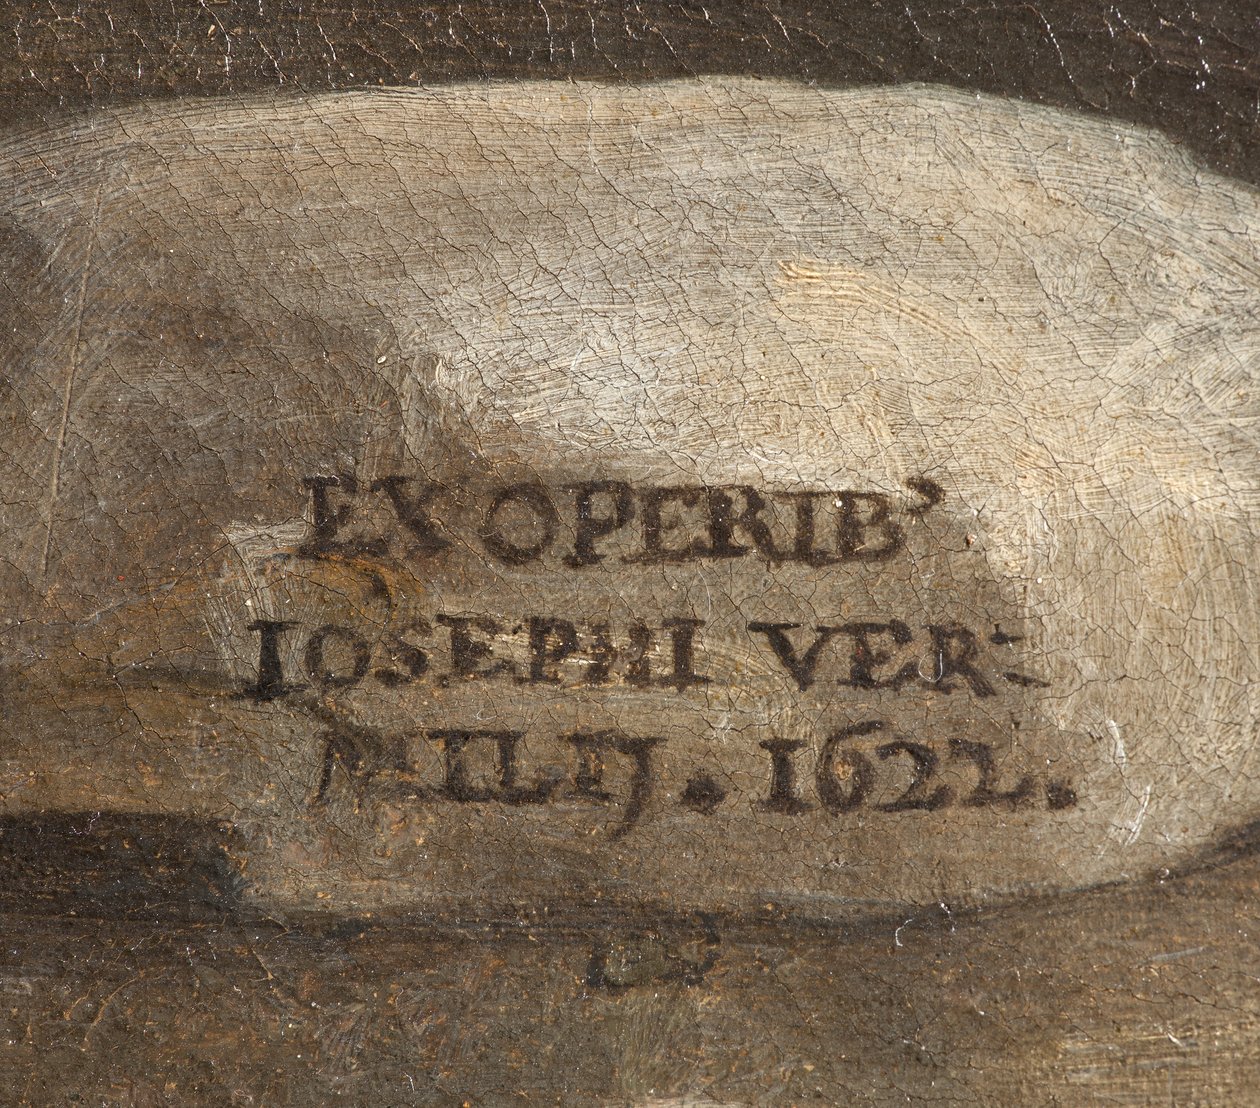 EX OPERIB’
IOSEPHI VER-
MILIJ . 1622.